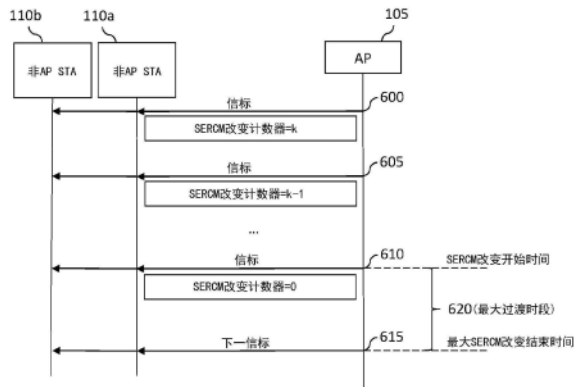 110b
110a
105
非AP STA
非AP STA
AP
信标
600
SERCM改变计数器=k
信标
605
SERCM改变计数器=k-1
...
信标
610
SERCM改变开始时间
SERCM改变计数器=0
620(最大过渡时段)
下一信标
615
最大SERCM改变结束时间